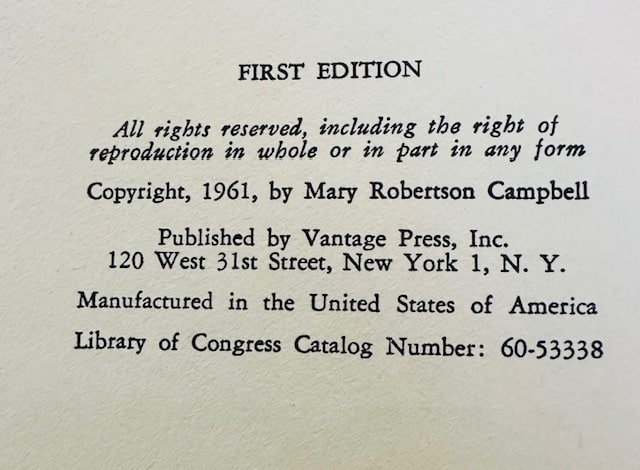 FIRST EDITION
All rights reserved, including the right of
reproduction in whole or in part in any form
Copyright, 1961, by Mary Robertson Campbell
Published by Vantage Press, Inc.
120 West 31st Street, New York 1, N. Y.
Manufactured in the United States of America
Library of Congress Catalog Number: 60-53338